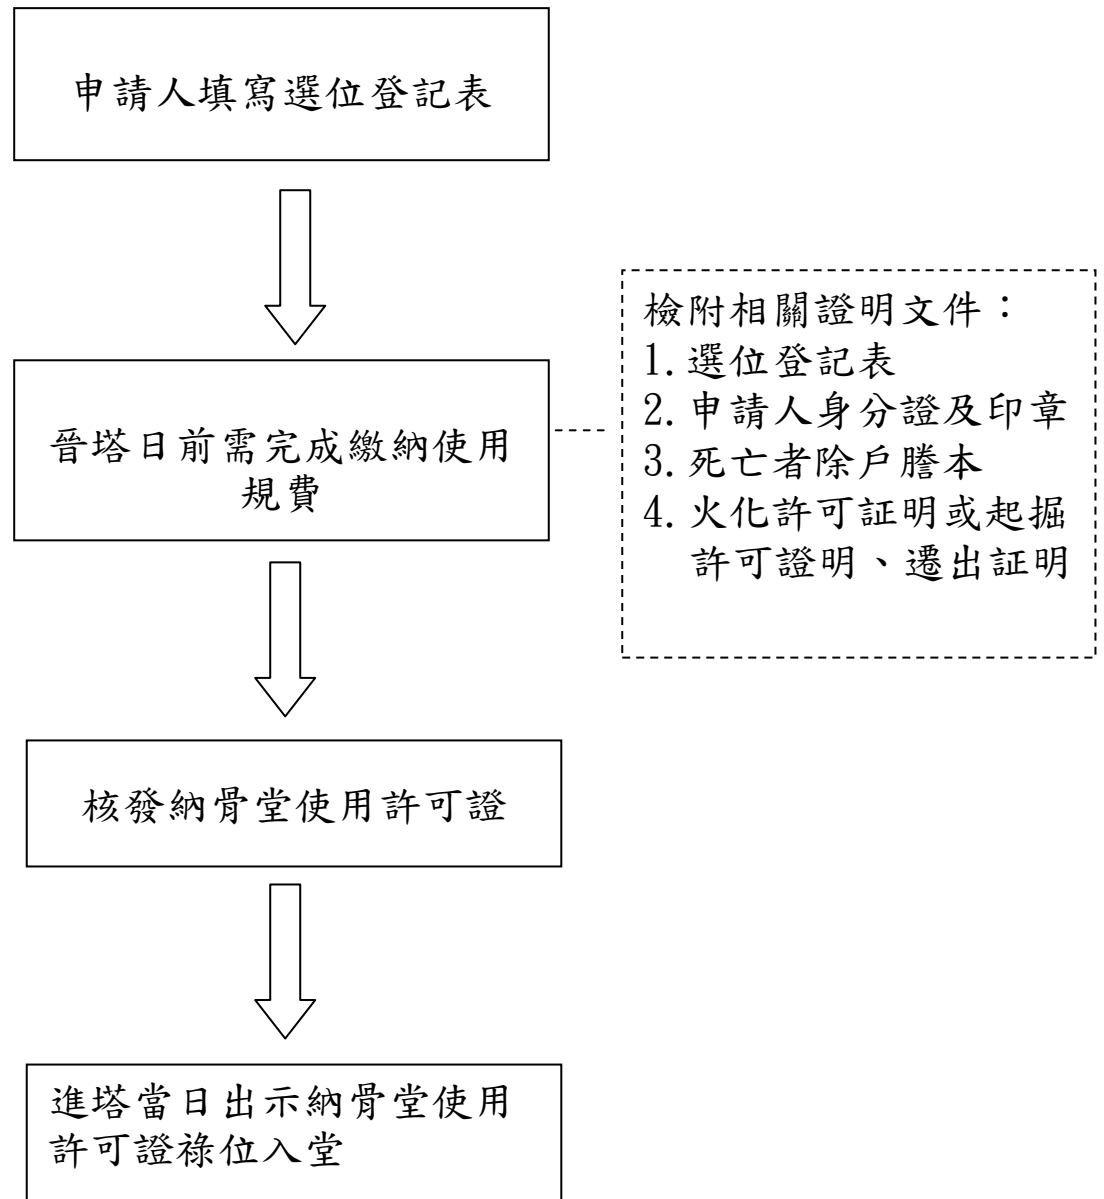 申請人填寫選位登記表
晉塔日前需完成繳納使用
規費
檢附相關證明文件：
1.選位登記表
2.申請人身分證及印章
3.死亡者除戶謄本
4.火化許可証明或起掘
許可證明、遷出証明
核發納骨堂使用許可證
進塔當日出示納骨堂使用
許可證祿位入堂